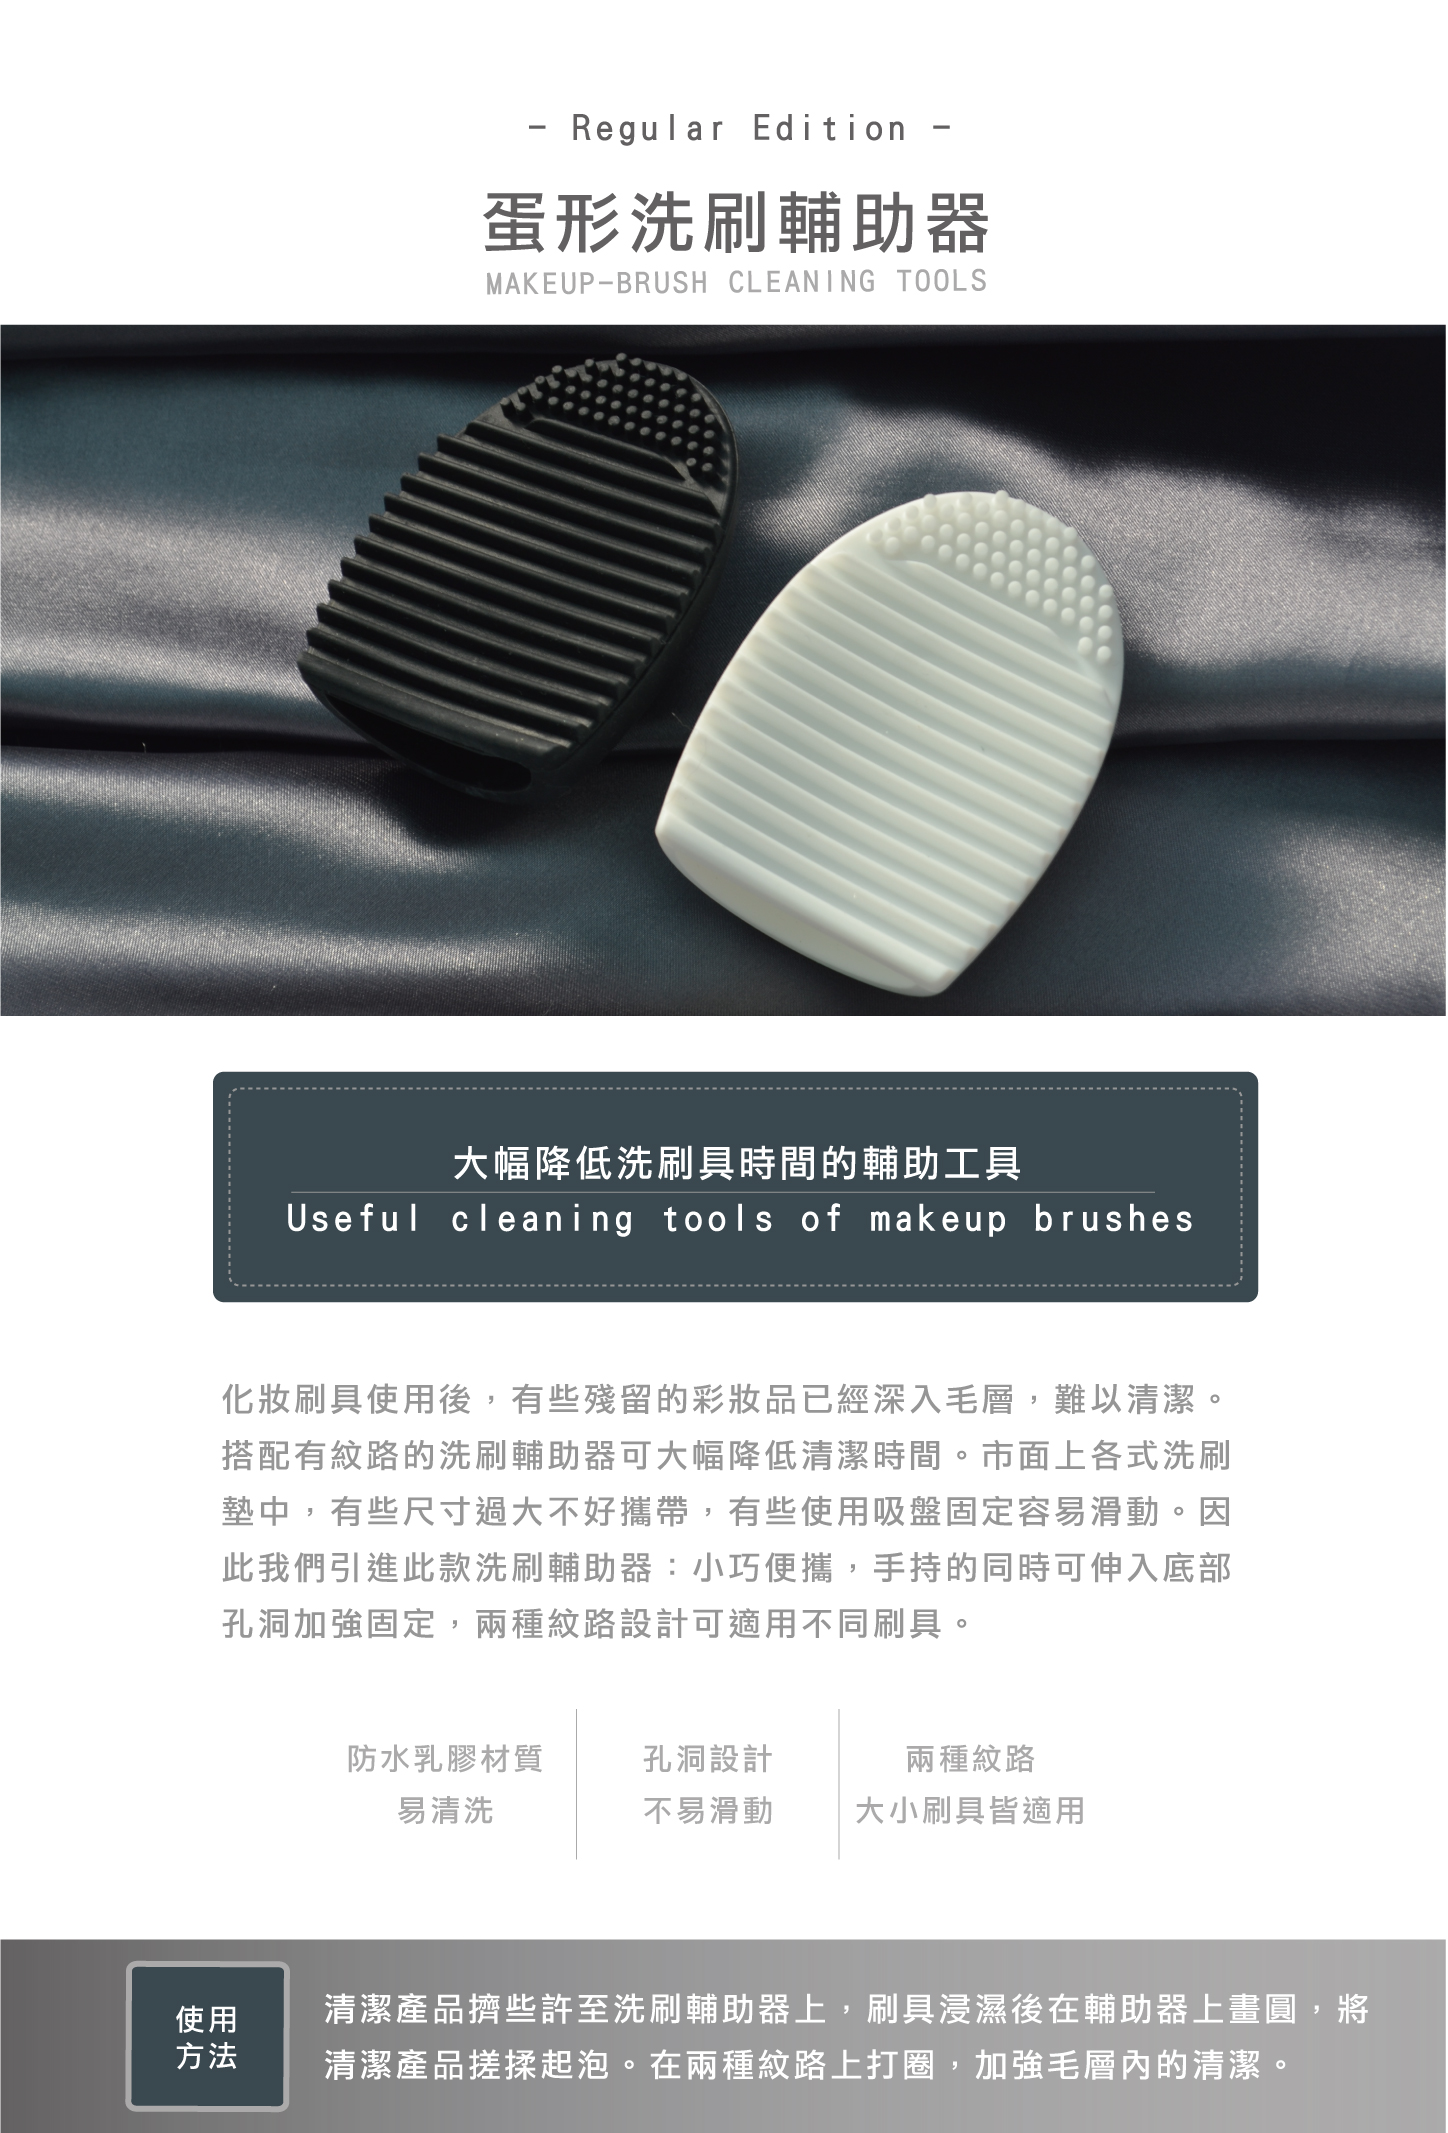 - Regular Edition -
蛋形洗刷輔助器
MAKEUP-BRUSH CLEANING TOOLS
大幅降低洗刷具時間的輔助工具
Useful cleaning tools of makeup brushes
化妝刷具使用後，有些殘留的彩妝品已經深入毛層，難以清潔。
搭配有紋路的洗刷輔助器可大幅降低清潔時間。市面上各式洗刷
墊中，有些尺寸過大不好攜帶，有些使用吸盤固定容易滑動。因
此我們引進此款洗刷輔助器：小巧便攜，手持的同時可伸入底部
孔洞加強固定，兩種紋路設計可適用不同刷具。
防水乳膠材質
易清洗
孔洞設計
不易滑動
兩種紋路
大小刷具皆適用
使用
方法
清潔產品擠些許至洗刷輔助器上，刷具浸濕後在輔助器上畫圓，將
清潔產品搓揉起泡。在兩種紋路上打圈，加強毛層內的清潔。